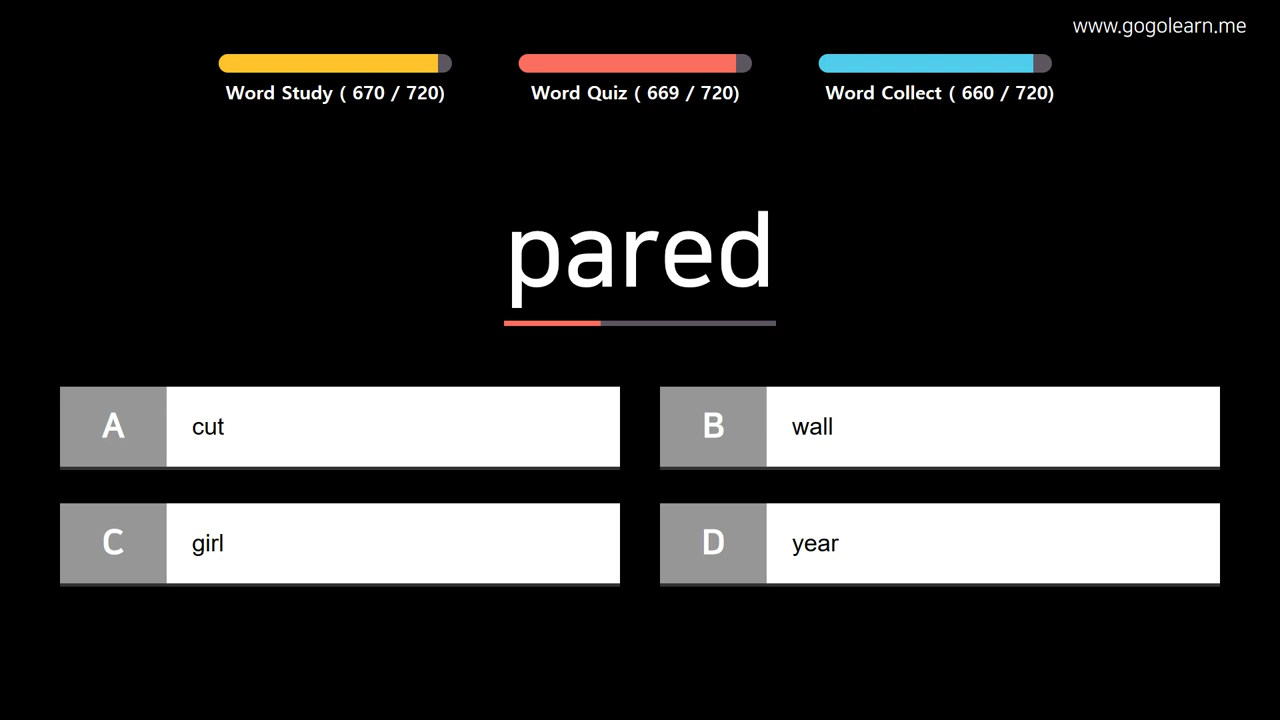 www.gogolearn.me
Word Study ( 670 / 720)
Word Quiz ( 669 / 720)
Word Collect ( 660 / 720)
pared
A cut
B wall
C girl
D year